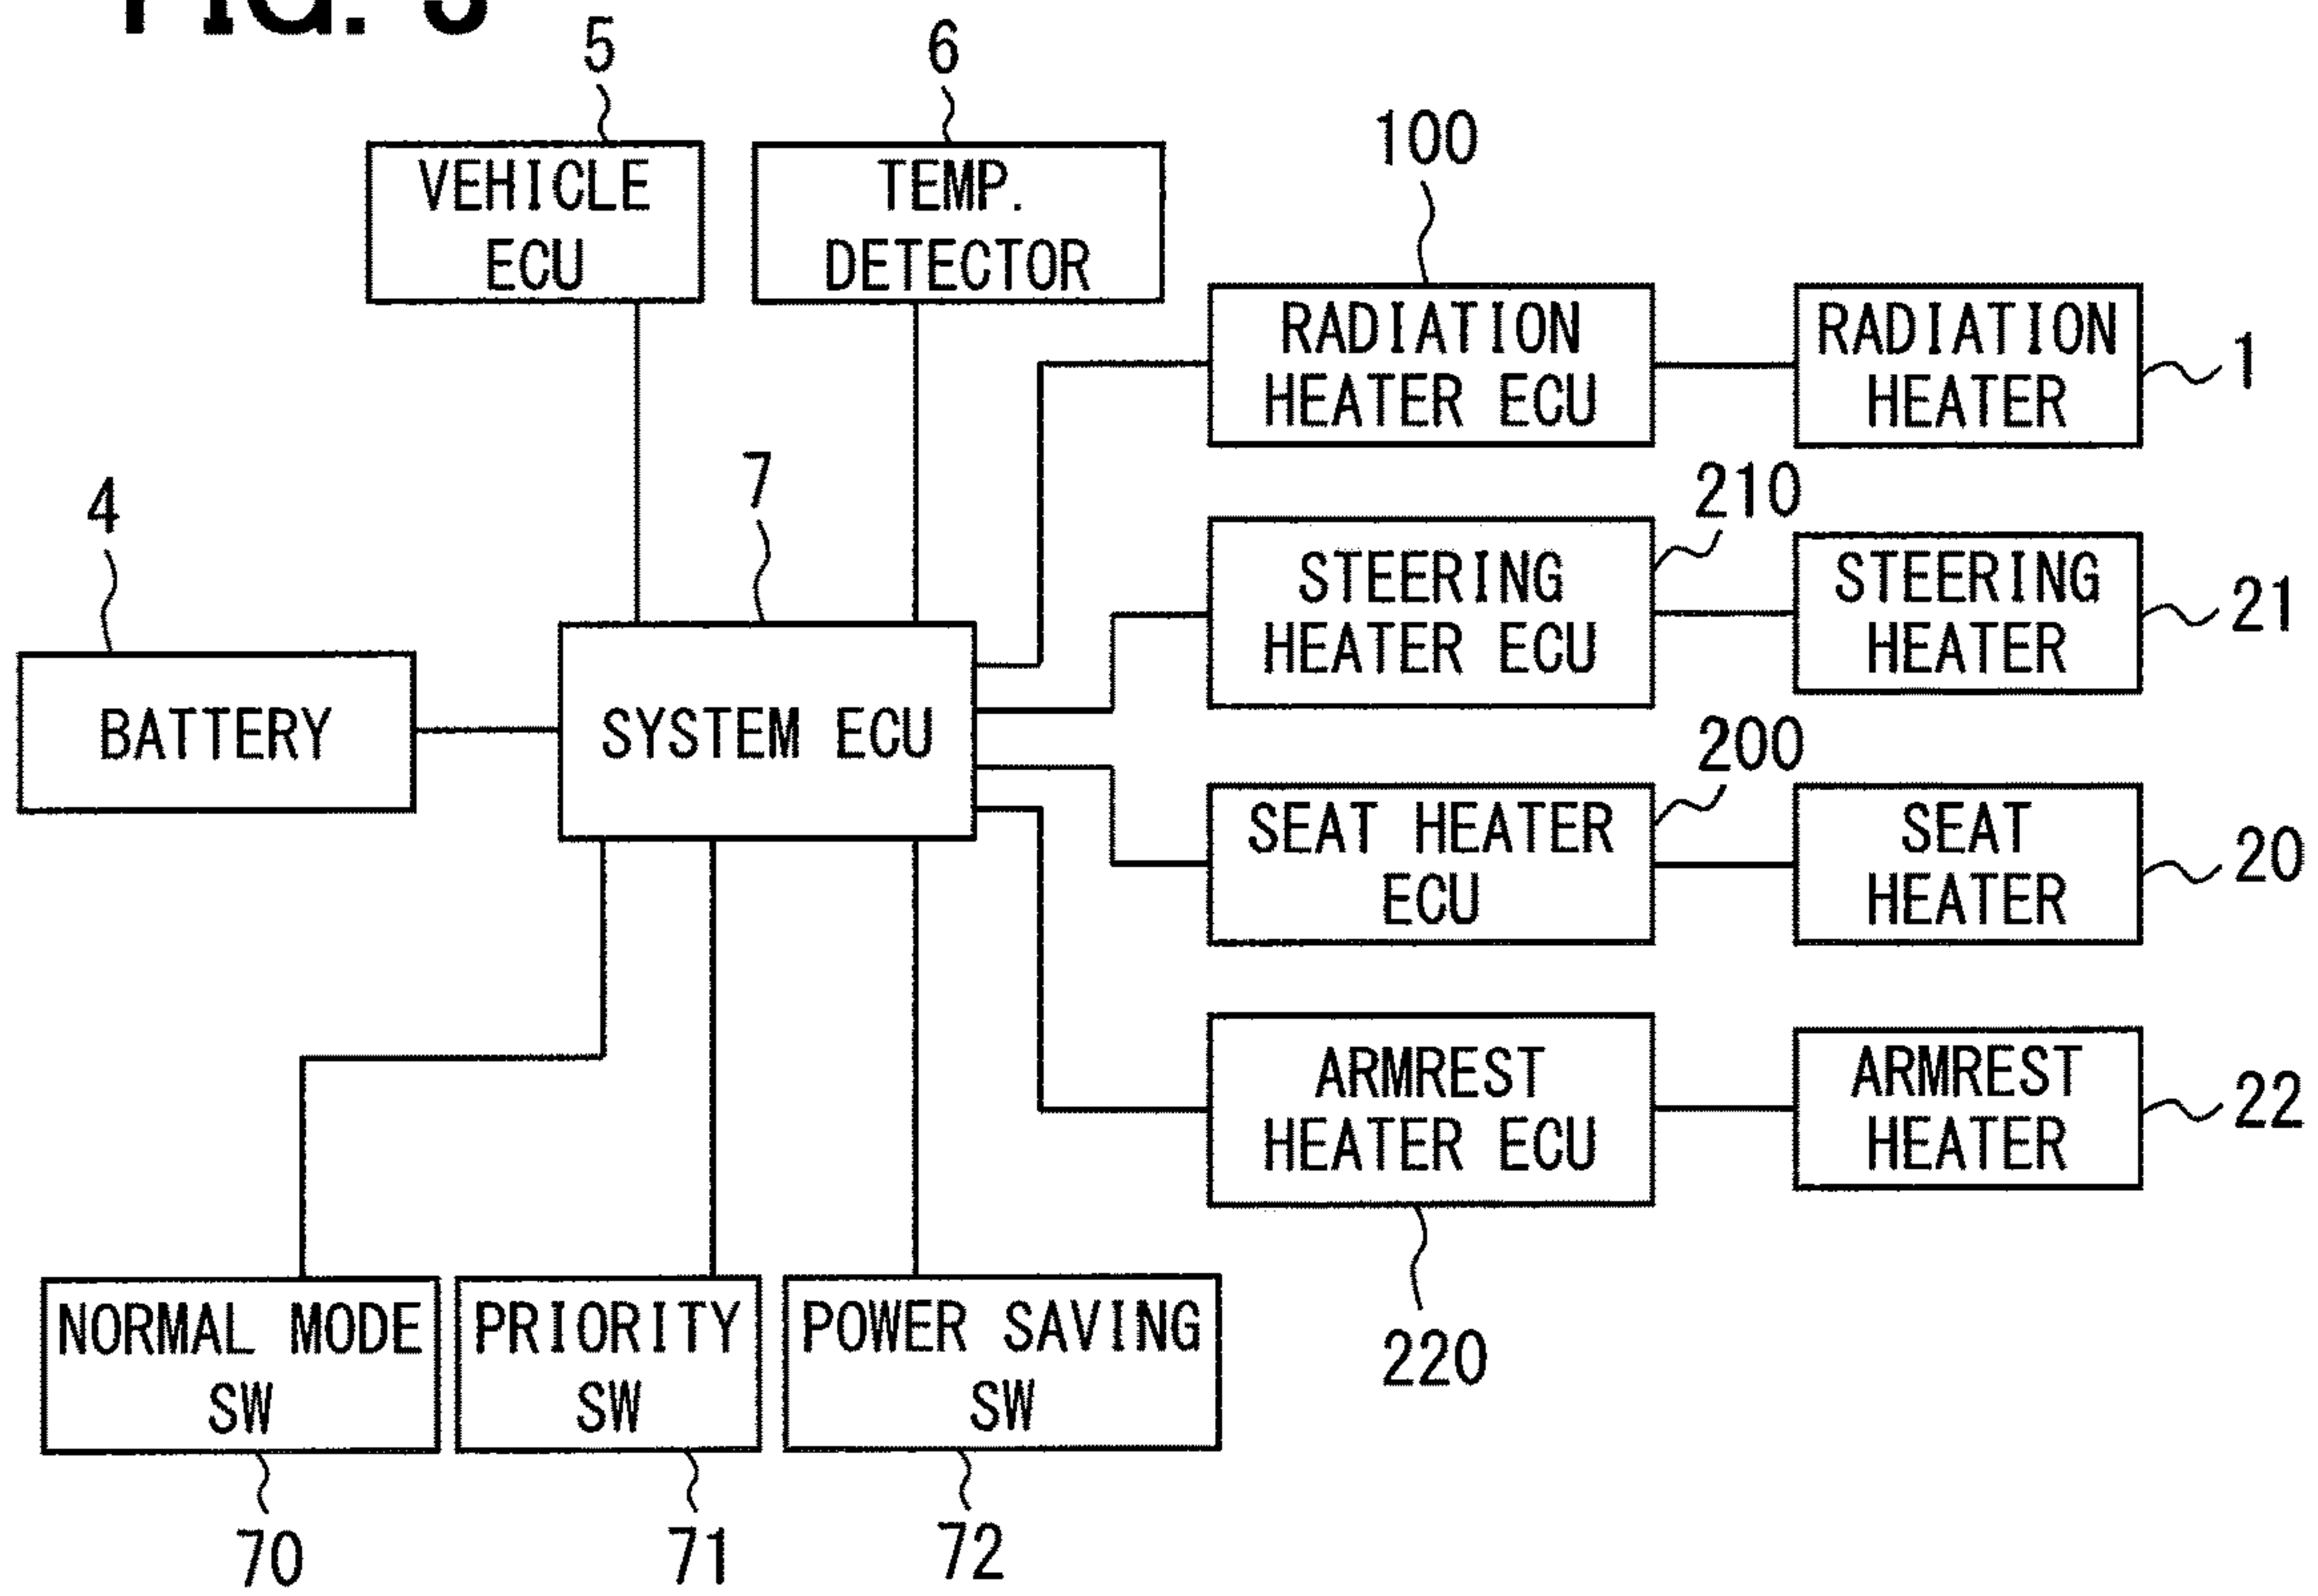 5
6
VEHICLE
ECU
TEMP.
DETECTOR
100
RADIATION
HEATER ECU
RADIATION
HEATER
1
4
7
210
STEERING
HEATER ECU
STEERING
HEATER
21
BATTERY
SYSTEM ECU
200
SEAT HEATER
ECU
SEAT
HEATER
20
ARMREST
HEATER ECU
ARMREST
HEATER
22
220
NORMAL MODE
SW
PRIORITY
SW
POWER SAVING
SW
70
71
72